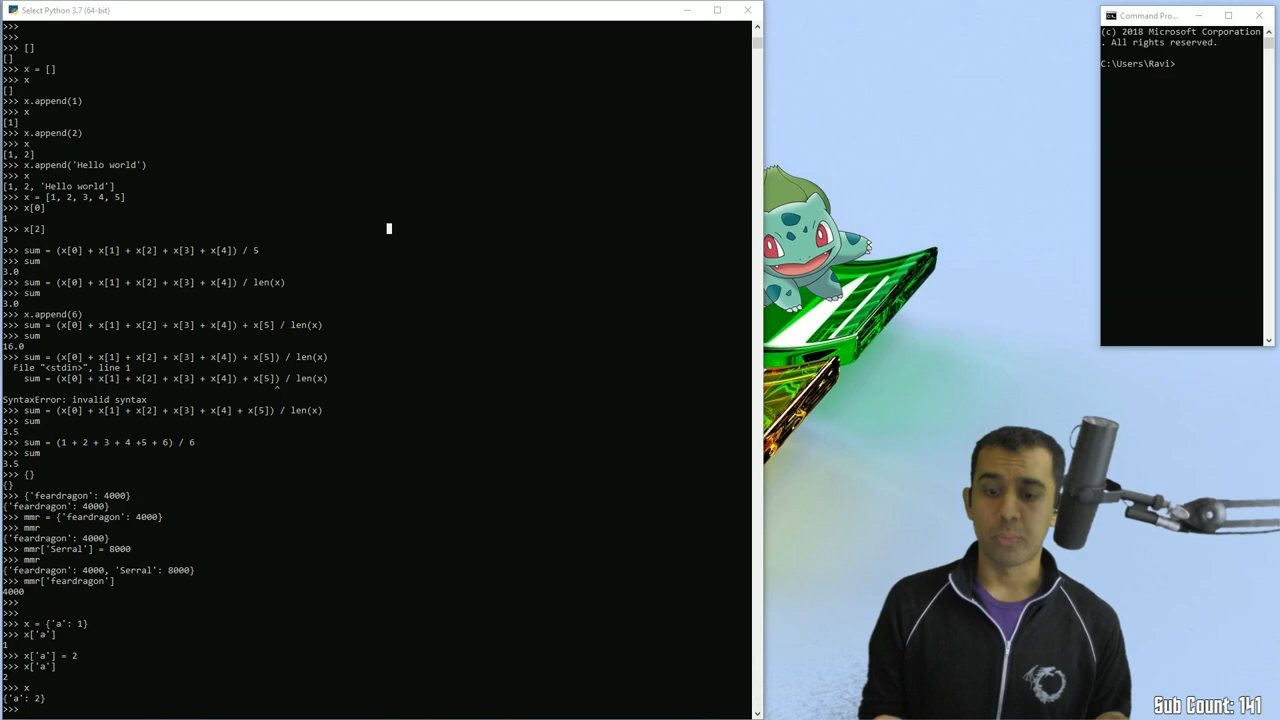 Select Python 3.7 (64-bit)
>>>
>>>
>>> []
[]
>>> x = []
>>> x
[]
>>> x.append(1)
>>> x
[1]
>>> x.append(2)
>>> x
[1, 2]
>>> x.append('Hello world')
>>> x
[1, 2, 'Hello world']
>>> x = [1, 2, 3, 4, 5]
>>> x[0]
1
>>> x[2]
3
>>> sum = (x[0] + x[1] + x[2] + x[3] + x[4]) / 5
>>> sum
3.0
>>> sum = (x[0] + x[1] + x[2] + x[3] + x[4]) / len(x)
>>> sum
3.0
>>> x.append(6)
>>> sum = (x[0] + x[1] + x[2] + x[3] + x[4]) + x[5] / len(x)
>>> sum
16.0
>>> sum = (x[0] + x[1] + x[2] + x[3] + x[4]) + x[5]) / len(x)
  File "<stdin>", line 1
    sum = (x[0] + x[1] + x[2] + x[3] + x[4]) + x[5]) / len(x)
                                                   ^
SyntaxError: invalid syntax
>>> sum = (x[0] + x[1] + x[2] + x[3] + x[4] + x[5]) / len(x)
>>> sum
3.5
>>> sum = (1 + 2 + 3 + 4 +5 + 6) / 6
>>> sum
3.5
>>> {}
{}
>>> {'feardragon': 4000}
{'feardragon': 4000}
>>> mmr = {'feardragon': 4000}
>>> mmr
{'feardragon': 4000}
>>> mmr['Serral'] = 8000
>>> mmr
{'feardragon': 4000, 'Serral': 8000}
>>> mmr['feardragon']
4000
>>>
>>>
>>> x = {'a': 1}
>>> x['a']
1
>>> x['a'] = 2
>>> x['a']
2
>>> x
{'a': 2}
>>>
Command Pro...
(c) 2018 Microsoft Corporation
. All rights reserved.
C:\Users\Ravi>
Sub Count: 141